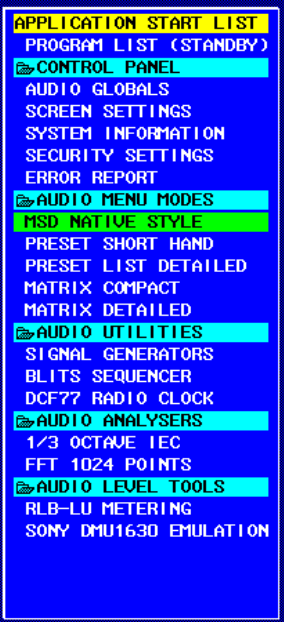 APPLICATION START LIST
PROGRAM LIST (STANDBY)
CONTROL PANEL
AUDIO GLOBALS
SCREEN SETTINGS
SYSTEM INFORMATION
SECURITY SETTINGS
ERROR REPORT
AUDIO MENU MODES
MSD NATIVE STYLE
PRESET SHORT HAND
PRESET LIST DETAILED
MATRIX COMPACT
MATRIX DETAILED
AUDIO UTILITIES
SIGNAL GENERATORS
BLITS SEQUENCER
DCF77 RADIO CLOCK
AUDIO ANALYSERS
1/3 OCTAVE IEC
FFT 1024 POINTS
AUDIO LEVEL TOOLS
RLB-LU METERING
SONY DMU1630 EMULATION